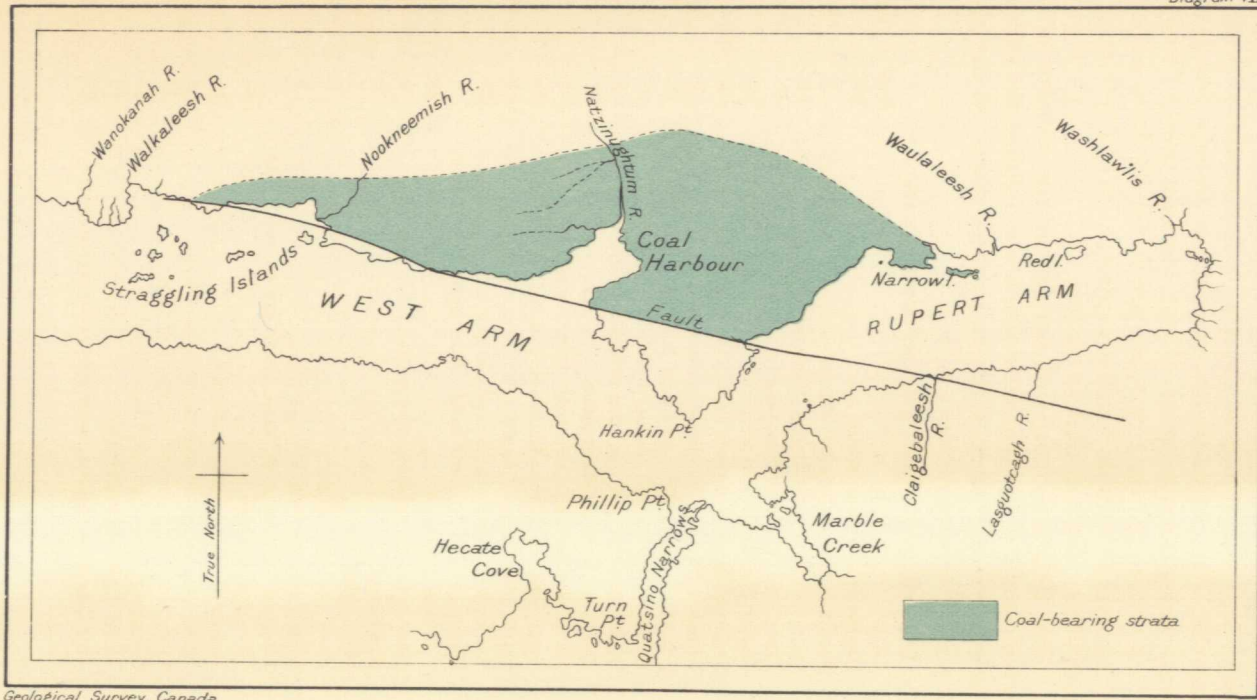 Diagram
Wanokanah R.
Walkaleesh R.
Nookneemish R.
Natzinughtum R.
Waulaleesh R.
Washlawlis R.
Coal
Harbour
Narrow I.
Red I.
Straggling Islands
WEST ARM
Fault
RUPERT ARM
Hankin Pt.
Claigebaleesh
R.
Lasguotcagh R.
Phillip Pt.
Marble
Creek
Hecate
Cove
Turn
Pt.
Quatsino Narrows
True North
Coal-bearing strata
Geological Survey, Canada